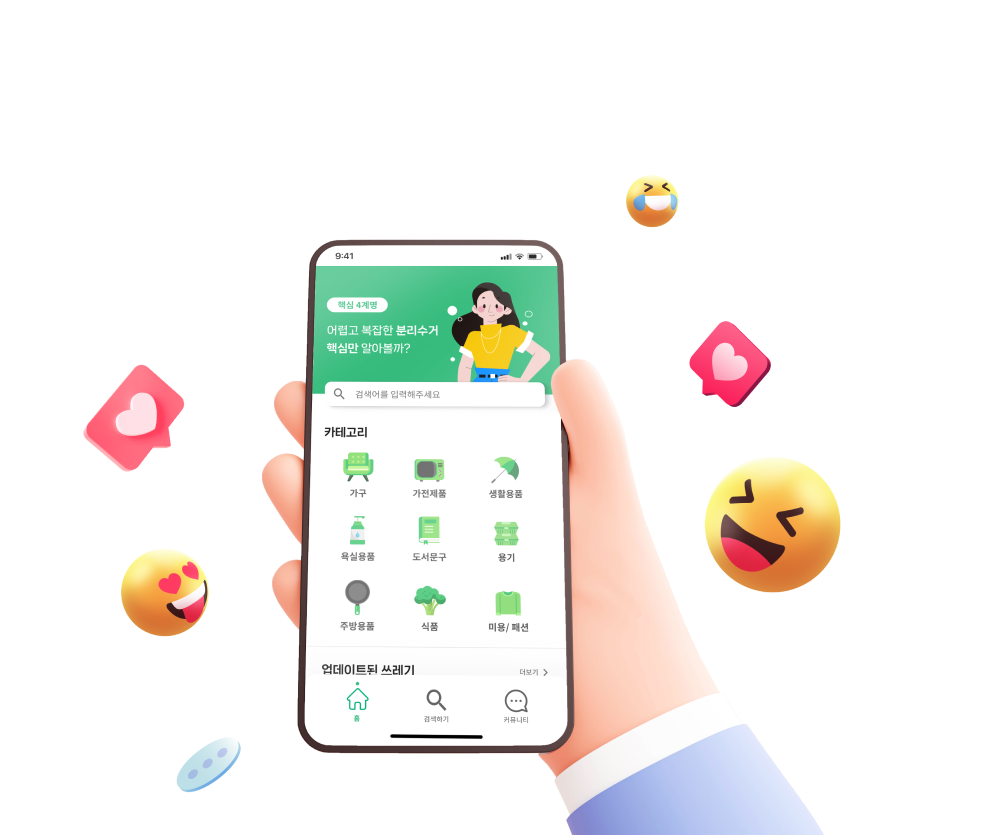 9:41
핵심 4계명
어렵고 복잡한 분리수거
핵심만 알아볼까?
검색어를 입력해주세요
카테고리
가구 가전제품 생활용품
욕실용품 도서문구 용기
주방용품 식품 미용/ 패션
업데이트된 쓰레기 더보기
홈 검색하기 커뮤니티